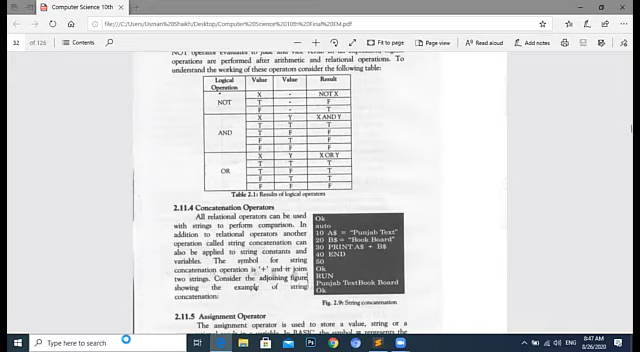 Computer Science 10th
file:///C:/Users/Usman%20Shaikh/Desktop/Computer%20Science%2010th%20Final%20EM.pdf
32 of 126 Contents Fit to page Page view Read aloud Add notes
operations are performed after arithmetic and relational operations. To
understand the working of these operators consider the following table:
Logical Operation Value Value Result
X - NOT X
NOT T - F
F - T
X Y X AND Y
T T T
AND T F F
F T F
F F F
X Y X OR Y
T T T
OR T F T
F T T
F F F
Table 2.1: Results of logical operators
2.11.4 Concatenation Operators
All relational operators can be used
with strings to perform comparison. In
addition to relational operators another
operation called string concatenation can
also be applied to string constants and
variables. The symbol for string
concatenation operation is '+' and it joins
two strings. Consider the adjoining figure
showing the example of string
concatenation:
Ok
auto
10 A$ = "Punjab Text"
20 B$ = "Book Board"
30 PRINT A$ + B$
40 END
50
Ok
RUN
Punjab TextBook Board
Ok
Fig. 2.9: String concatenation
2.11.5 Assignment Operator
The assignment operator is used to store a value, string or a
Type here to search
ENG
8:47 AM
8/26/2020